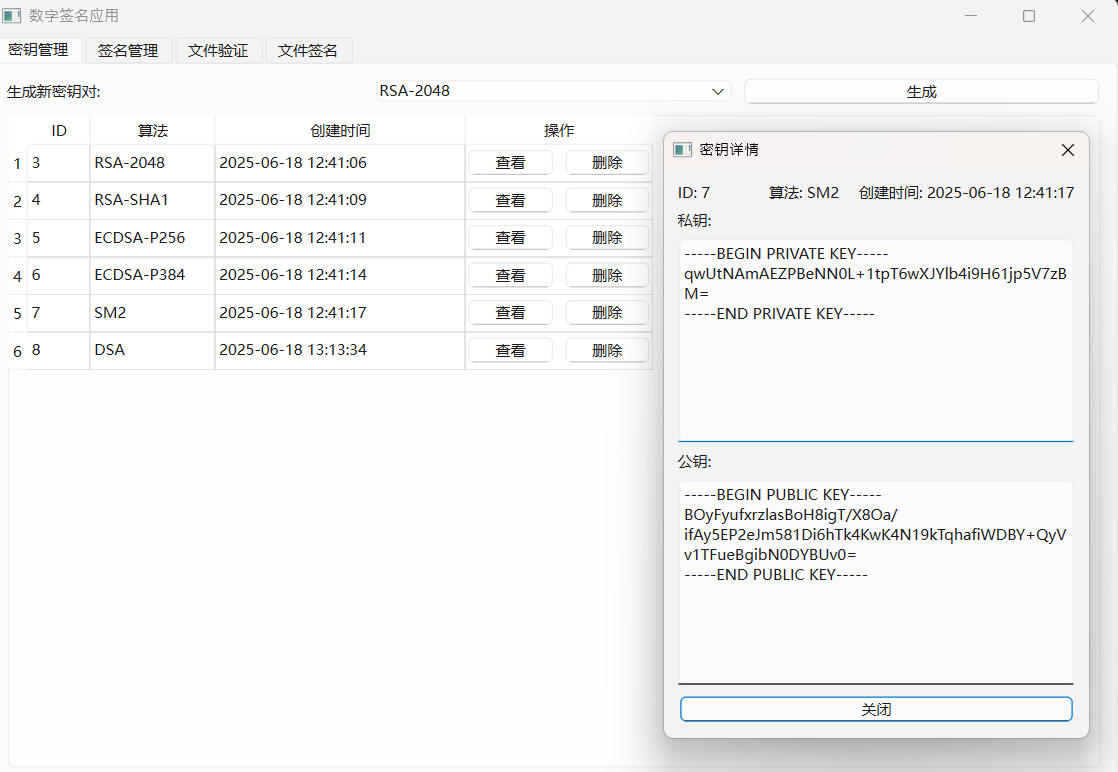 数字签名应用
密钥管理 签名管理 文件验证 文件签名
生成新密钥对: RSA-2048 生成
ID 算法 创建时间 操作
1 3 RSA-2048 2025-06-18 12:41:06 查看 删除
2 4 RSA-SHA1 2025-06-18 12:41:09 查看 删除
3 5 ECDSA-P256 2025-06-18 12:41:11 查看 删除
4 6 ECDSA-P384 2025-06-18 12:41:14 查看 删除
5 7 SM2 2025-06-18 12:41:17 查看 删除
6 8 DSA 2025-06-18 13:13:34 查看 删除
密钥详情
ID: 7 算法: SM2 创建时间: 2025-06-18 12:41:17
私钥:
-----BEGIN PRIVATE KEY-----
qwUtNAmAEZPBeNN0L+1tpT6wXJYlb4i9H61jp5V7zB
M=
-----END PRIVATE KEY-----
公钥:
-----BEGIN PUBLIC KEY-----
BOyFyufxrzlasBoH8igT/X8Oa/
ifAy5EP2eJm581Di6hTk4KwK4N19kTqhafiWDBY+QyV
v1TFueBgibN0DYBUv0=
-----END PUBLIC KEY-----
关闭